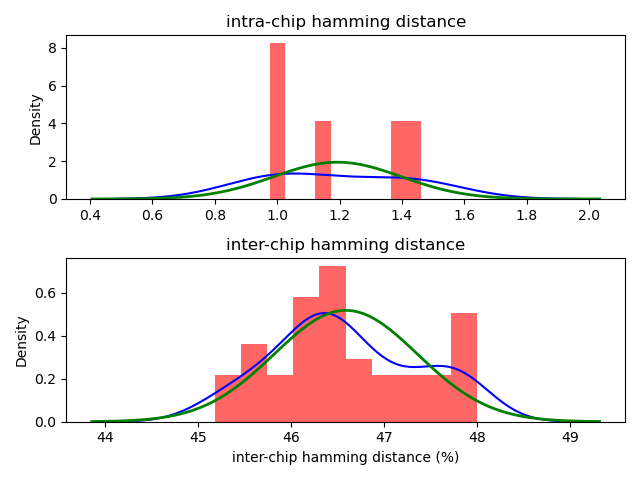 intra-chip hamming distance
8
6
4
2
0
Density
0.4 0.6 0.8 1.0 1.2 1.4 1.6 1.8 2.0
inter-chip hamming distance
0.6
0.4
0.2
0.0
Density
44 45 46 47 48 49
inter-chip hamming distance (%)